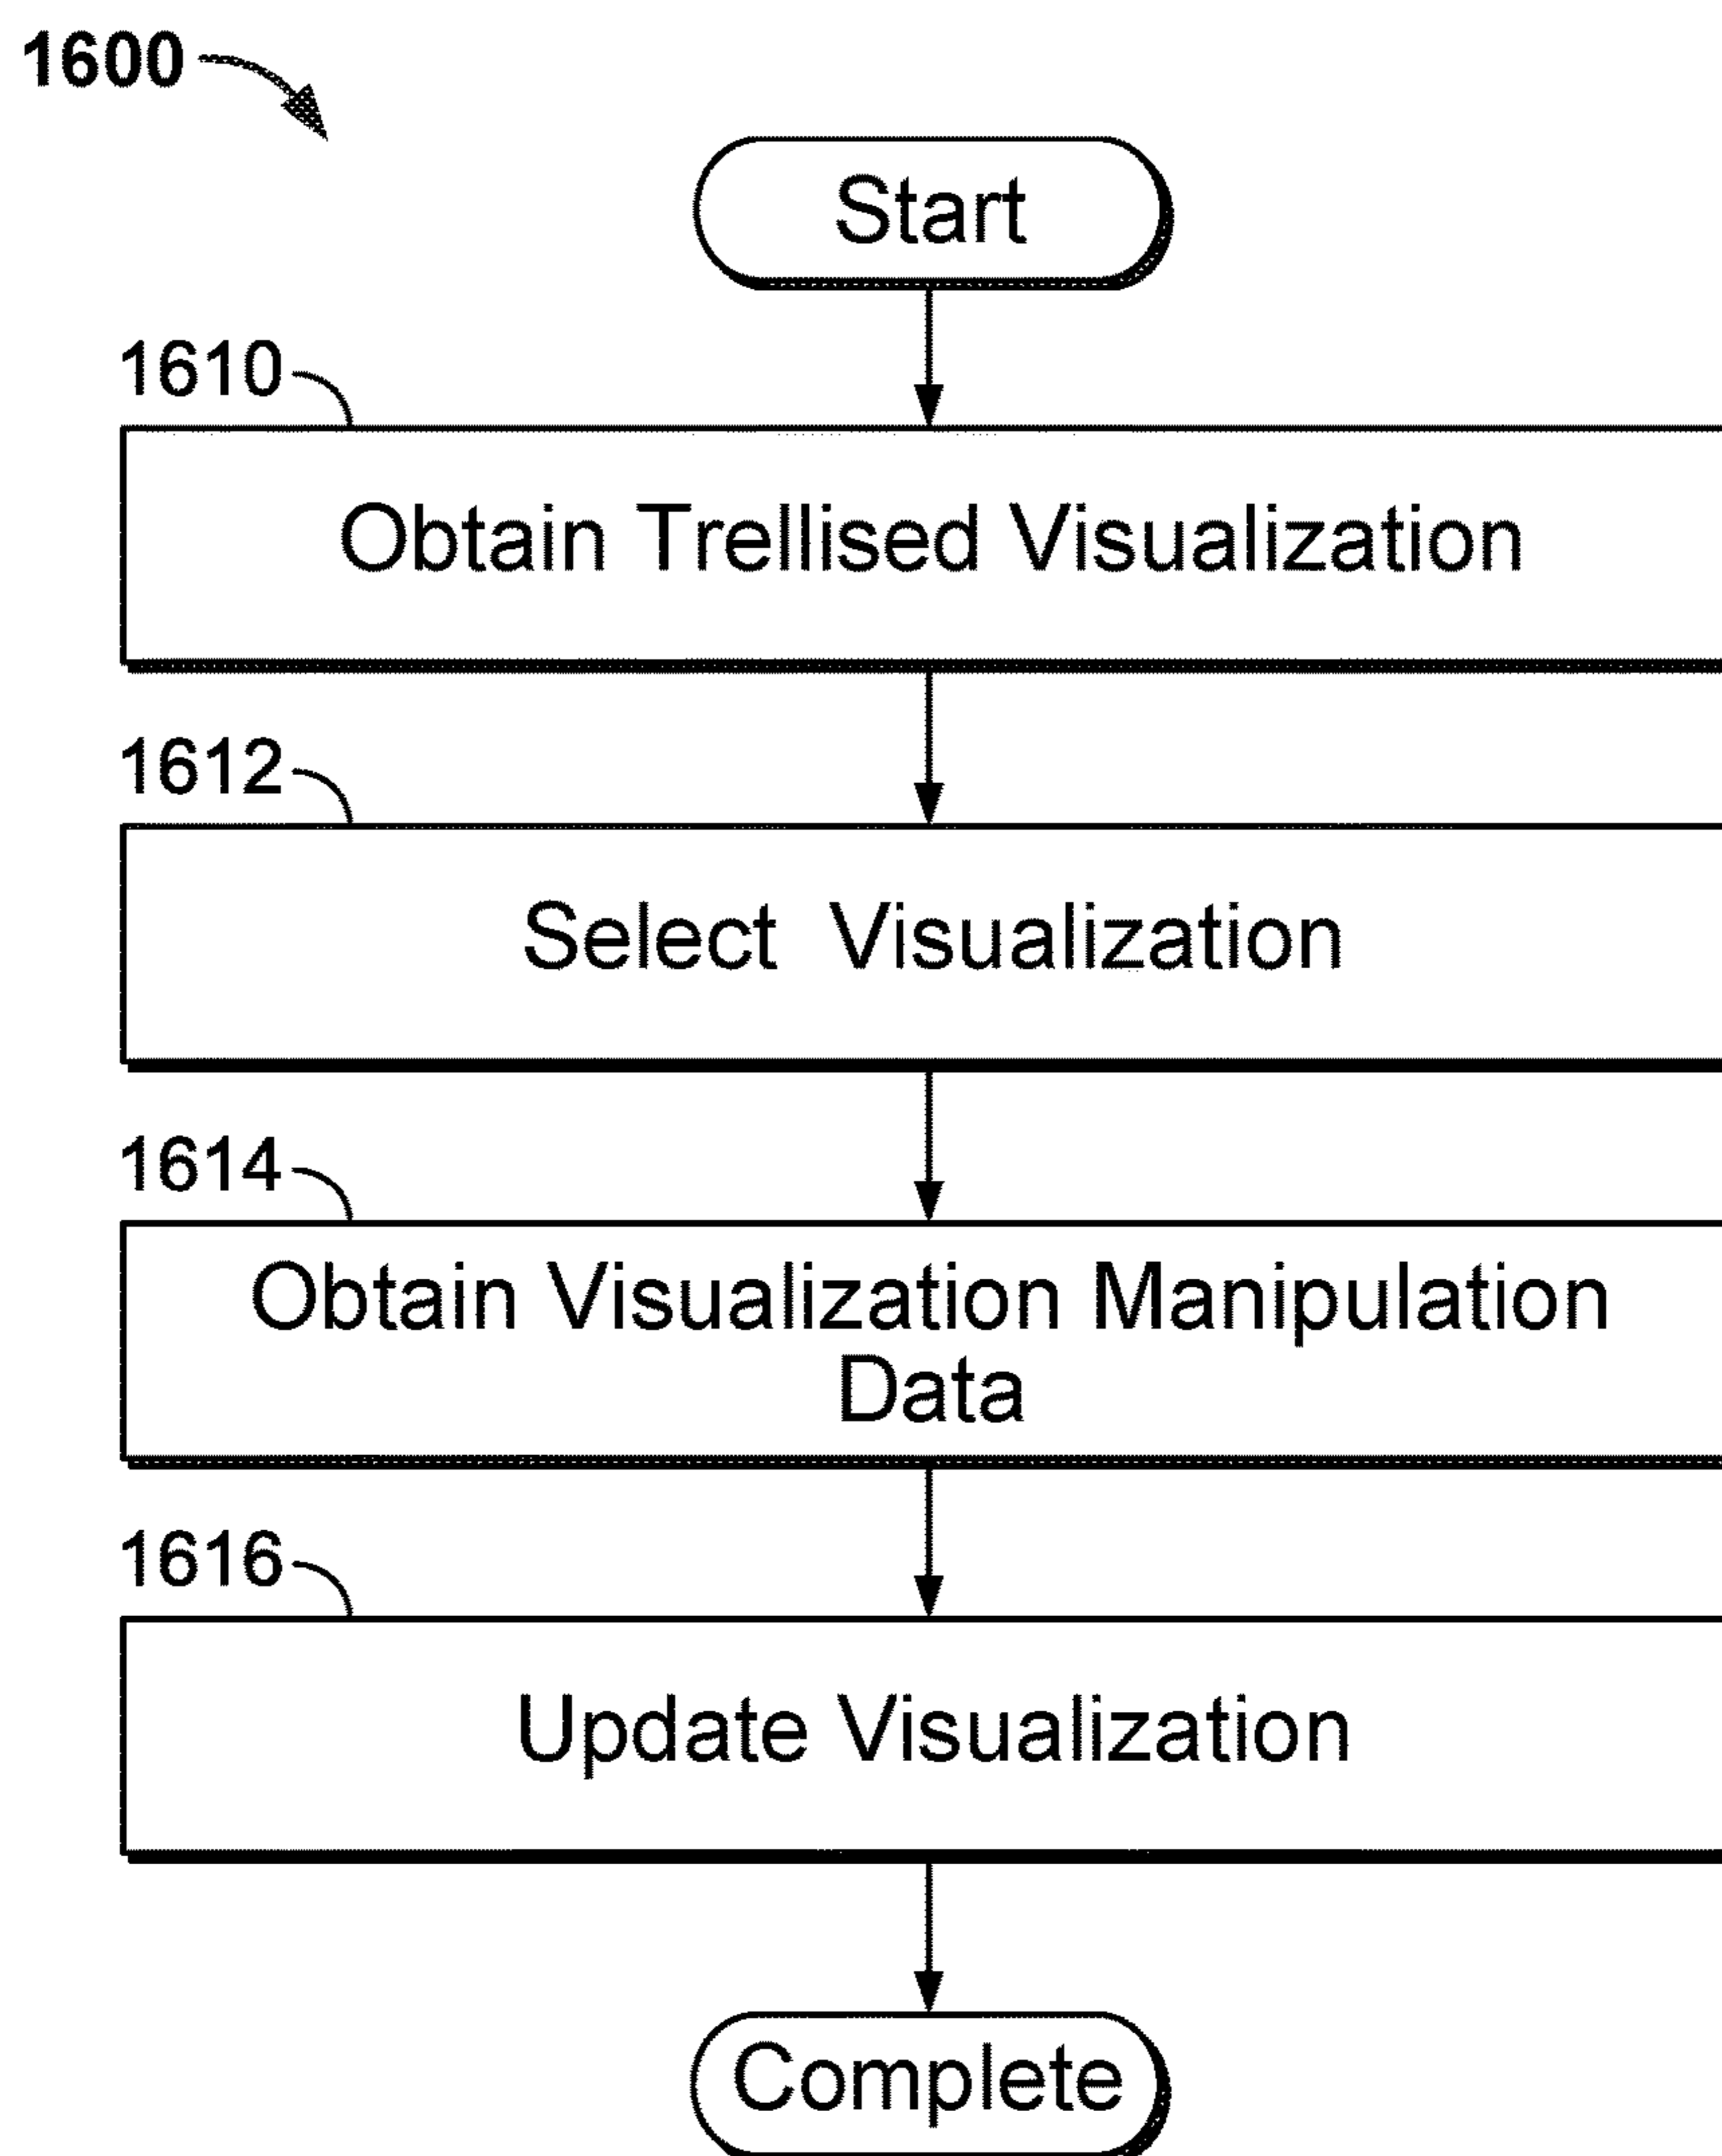 1600
Start
1610
Obtain Trellised Visualization
1612
Select Visualization
1614
Obtain Visualization Manipulation
Data
1616
Update Visualization
Complete